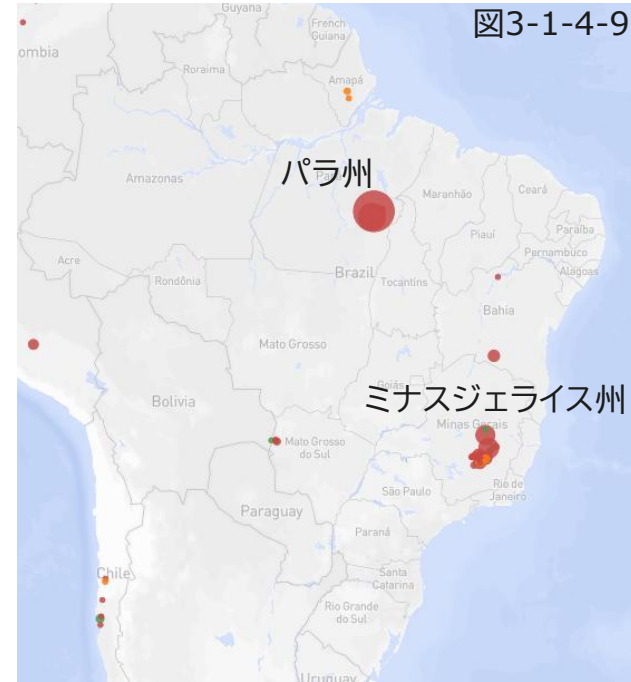 図3-1-4-9
Guyana
French
Guiana
ombia
Roraima
Amapá
パラ州
Amazonas
Maranhão
Ceará
Piauí
Paraíba
Pernambuco
Alagoas
Acre
Rondônia
Brazil
Tocantins
Bahia
Mato Grosso
Goiás
ミナスジェライス州
Bolivia
Minas Gerais
Mato Grosso
do Sul
Rio de
Janeiro
São Paulo
Paraguay
Paraná
Chile
Santa
Catarina
Rio Grande
do Sul
Uruguay